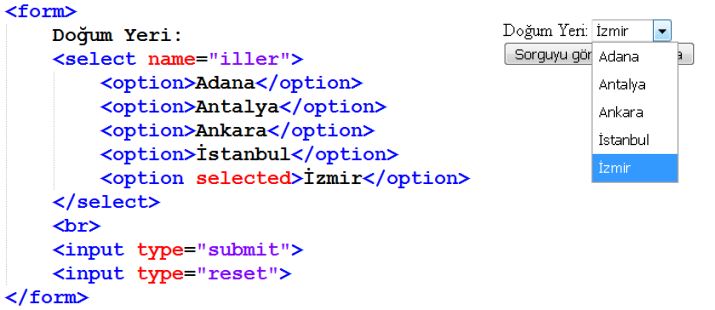 <form>
Doğum Yeri:
<select name="iller">
<option>Adana</option>
<option>Antalya</option>
<option>Ankara</option>
<option>İstanbul</option>
<option selected>İzmir</option>
</select>
<br>
<input type="submit">
<input type="reset">
</form>
Doğum Yeri: İzmir
Sorguyu
Adana
Antalya
Ankara
İstanbul
İzmir